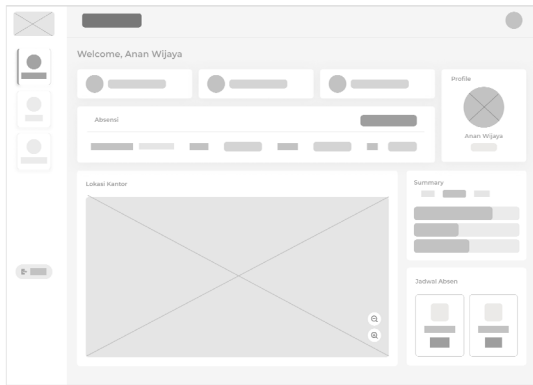 Welcome, Anan Wijaya
Profile
Anan Wijaya
Absensi
Lokasi Kantor
Summary
Jadwal Absen